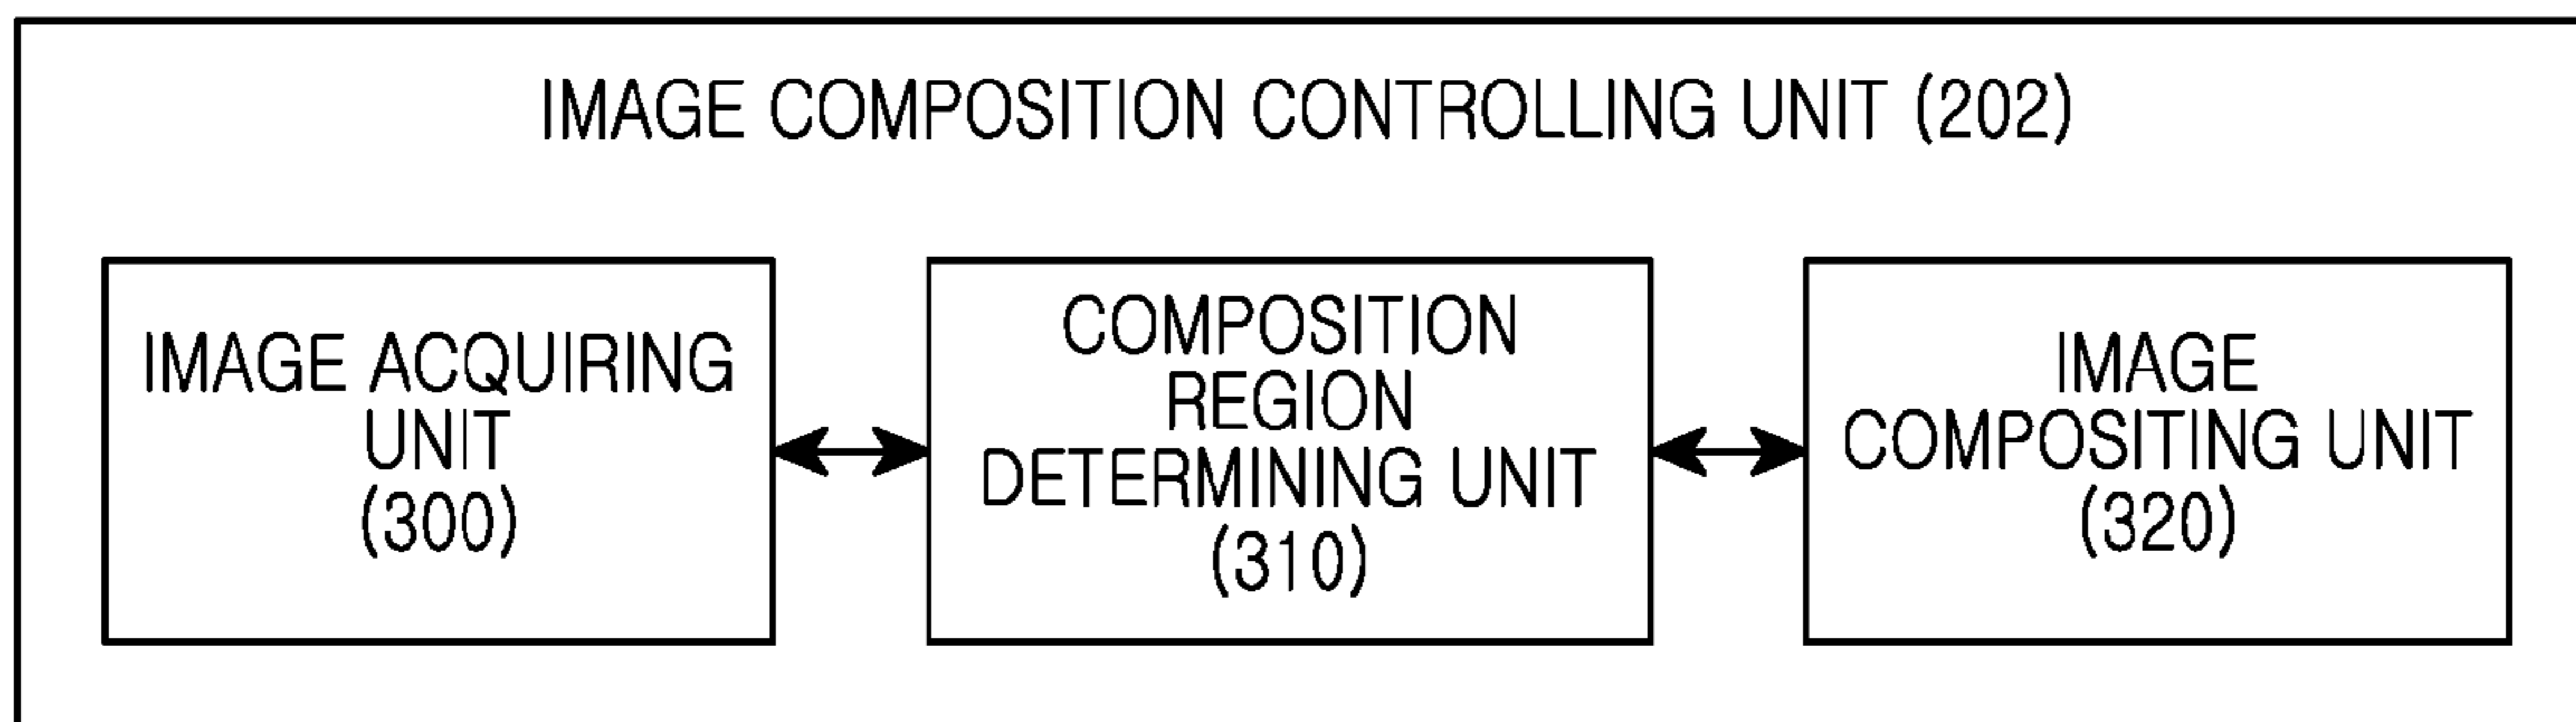 IMAGE COMPOSITION CONTROLLING UNIT (202)
IMAGE ACQUIRING
UNIT
(300)
COMPOSITION
REGION
DETERMINING UNIT
(310)
IMAGE
COMPOSITING UNIT
(320)